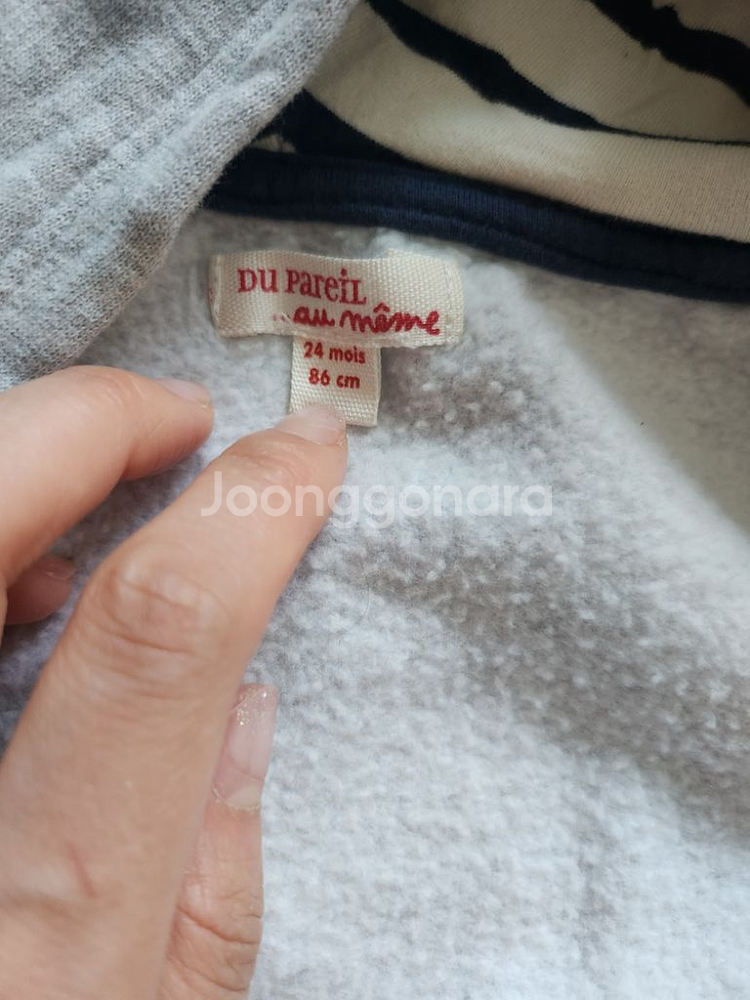 DU PaReiL
...au même
24 mois
86 cm
Joonggonara